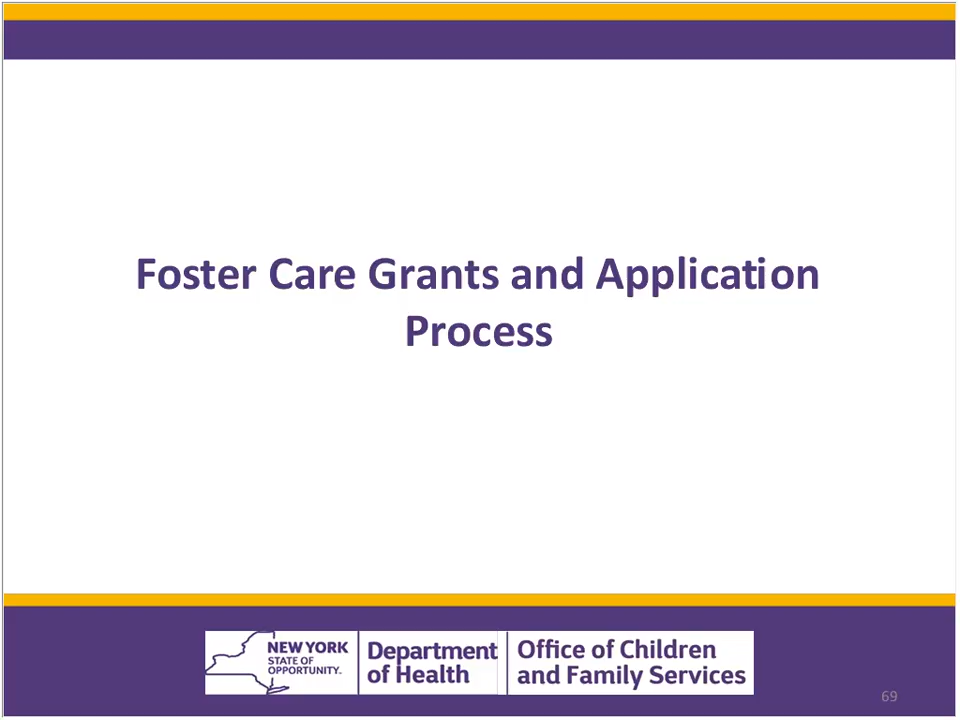 Foster Care Grants and Application
Process
NEW YORK
STATE OF
OPPORTUNITY.
Department
of Health
Office of Children
and Family Services
69